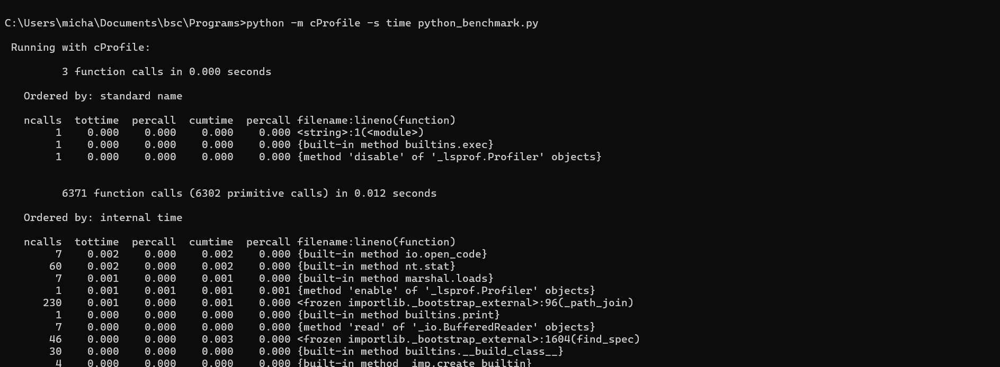 C:\Users\micha\Documents\bsc\Programs>python -m cProfile -s time python_benchmark.py
Running with cProfile:
3 function calls in 0.000 seconds
Ordered by: standard name
ncalls  tottime  percall  cumtime  percall filename:lineno(function)
1    0.000    0.000    0.000    0.000 <string>:1(<module>)
1    0.000    0.000    0.000    0.000 {built-in method builtins.exec}
1    0.000    0.000    0.000    0.000 {method 'disable' of '_lsprof.Profiler' objects}
6371 function calls (6302 primitive calls) in 0.012 seconds
Ordered by: internal time
ncalls  tottime  percall  cumtime  percall filename:lineno(function)
7    0.002    0.000    0.002    0.000 {built-in method io.open_code}
60    0.002    0.000    0.002    0.000 {built-in method nt.stat}
7    0.001    0.000    0.001    0.000 {built-in method marshal.loads}
1    0.001    0.001    0.001    0.001 {method 'enable' of '_lsprof.Profiler' objects}
230    0.001    0.000    0.001    0.000 <frozen importlib._bootstrap_external>:96(_path_join)
1    0.000    0.000    0.000    0.000 {built-in method builtins.print}
7    0.000    0.000    0.000    0.000 {method 'read' of '_io.BufferedReader' objects}
46    0.000    0.000    0.003    0.000 <frozen importlib._bootstrap_external>:1604(find_spec)
30    0.000    0.000    0.000    0.000 {built-in method builtins.__build_class__}
4    0.000    0.000    0.000    0.000 {built-in method _imp.create_builtin}